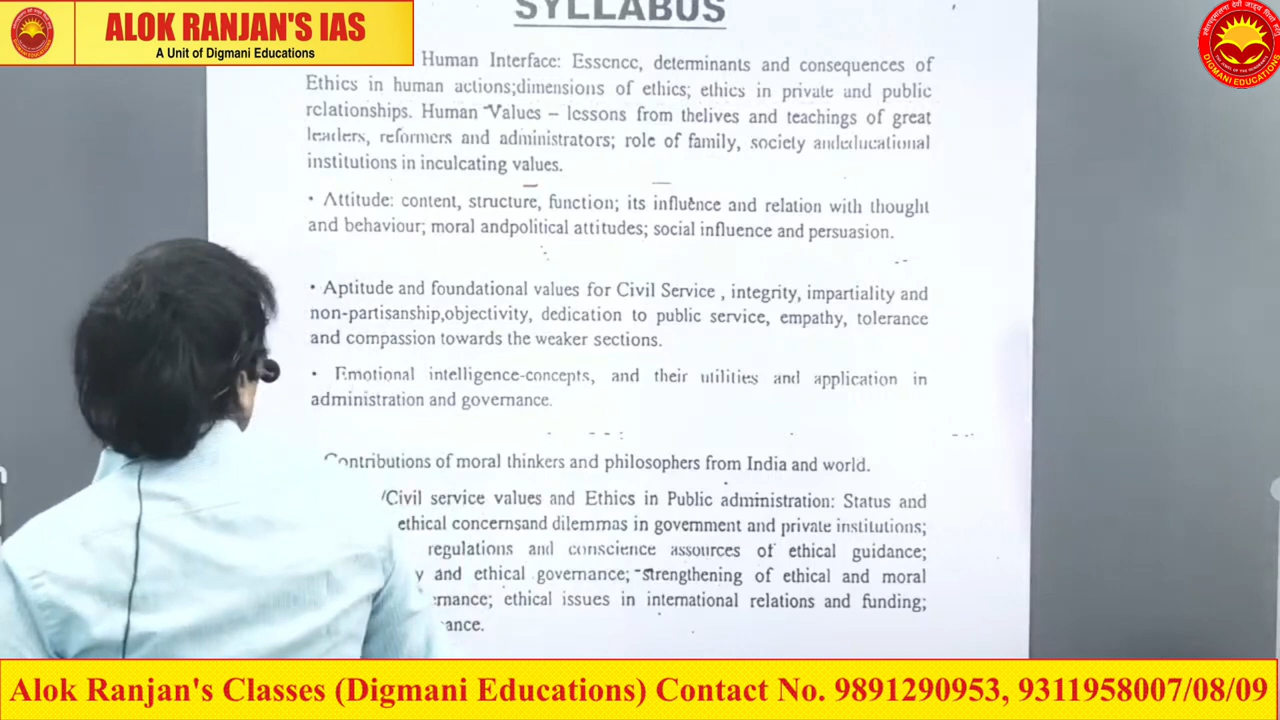 ALOK RANJAN'S IAS
A Unit of Digmani Educations
SYLLABUS
Human Interface: Essence, determinants and consequences of
Ethics in human actions;dimensions of ethics; ethics in private and public
relationships. Human Values – lessons from thelives and teachings of great
leaders, reformers and administrators; role of family, society andeducational
institutions in inculcating values.
• Attitude: content, structure, function; its influence and relation with thought
and behaviour; moral andpolitical attitudes; social influence and persuasion.
• Aptitude and foundational values for Civil Service , integrity, impartiality and
non-partisanship,objectivity, dedication to public service, empathy, tolerance
and compassion towards the weaker sections.
• Emotional intelligence-concepts, and their utilities and application in
administration and governance.
Contributions of moral thinkers and philosophers from India and world.
/Civil service values and Ethics in Public administration: Status and
ethical concernsand dilemmas in government and private institutions;
regulations and conscience assources of ethical guidance;
y and ethical governance; strengthening of ethical and moral
ernance; ethical issues in international relations and funding;
ance.
DIGMANI EDUCATIONS
Alok Ranjan's Classes (Digmani Educations) Contact No. 9891290953, 9311958007/08/09